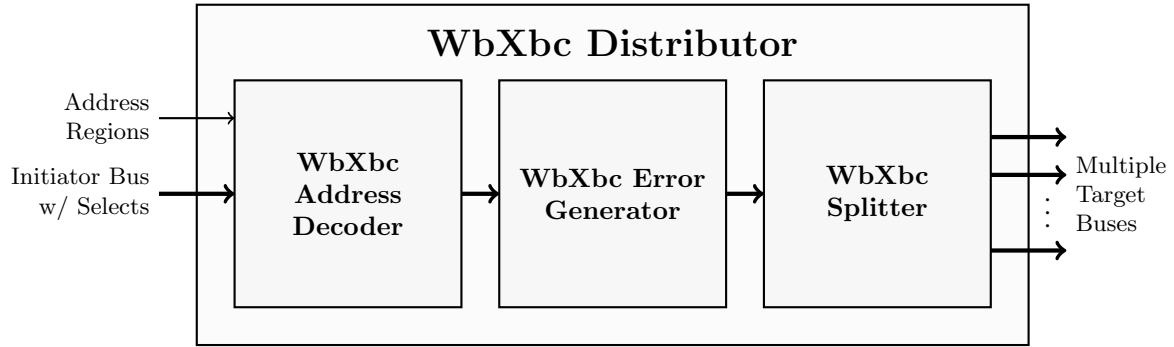 WbXbc Distributor
Address
Regions
Initiator Bus
w/ Selects
WbXbc
Address
Decoder
WbXbc Error
Generator
WbXbc
Splitter
Multiple
Target
Buses